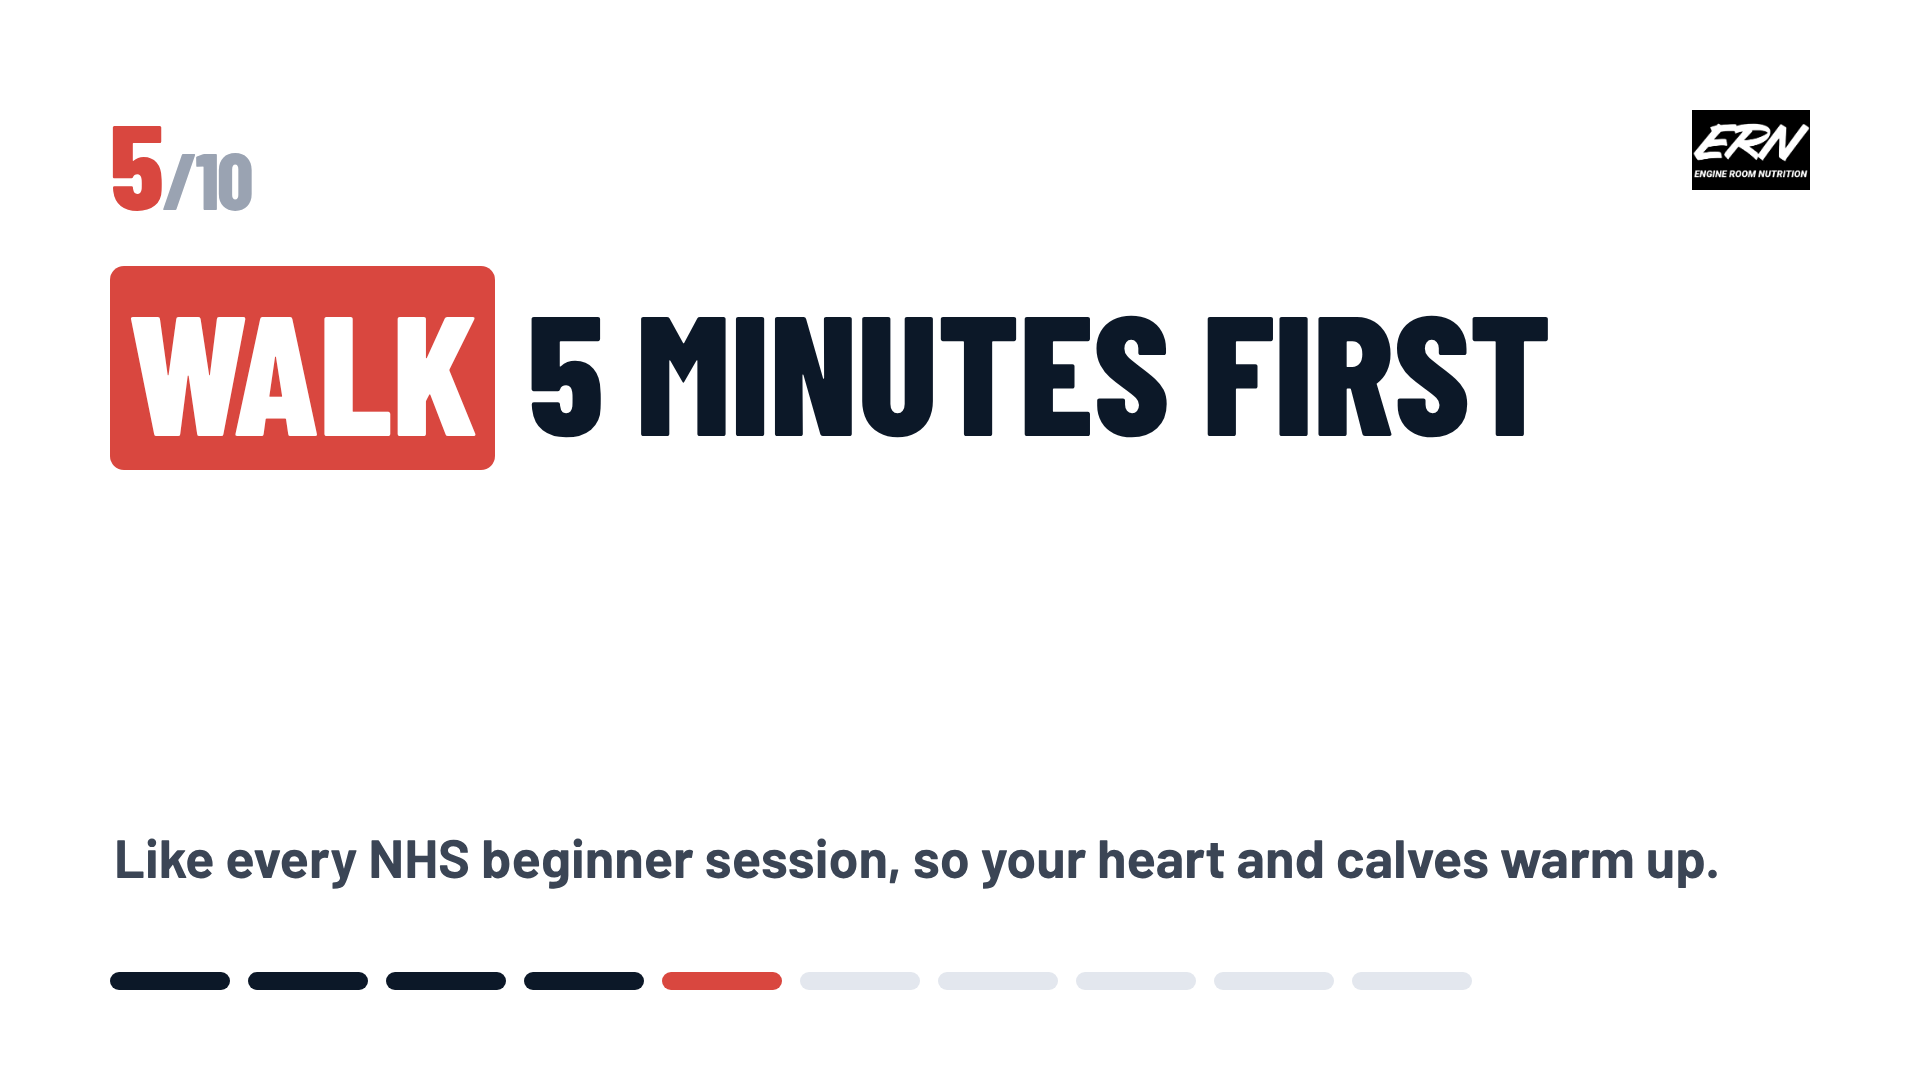 5/10
ERN
ENGINE ROOM NUTRITION
WALK 5 MINUTES FIRST
Like every NHS beginner session, so your heart and calves warm up.